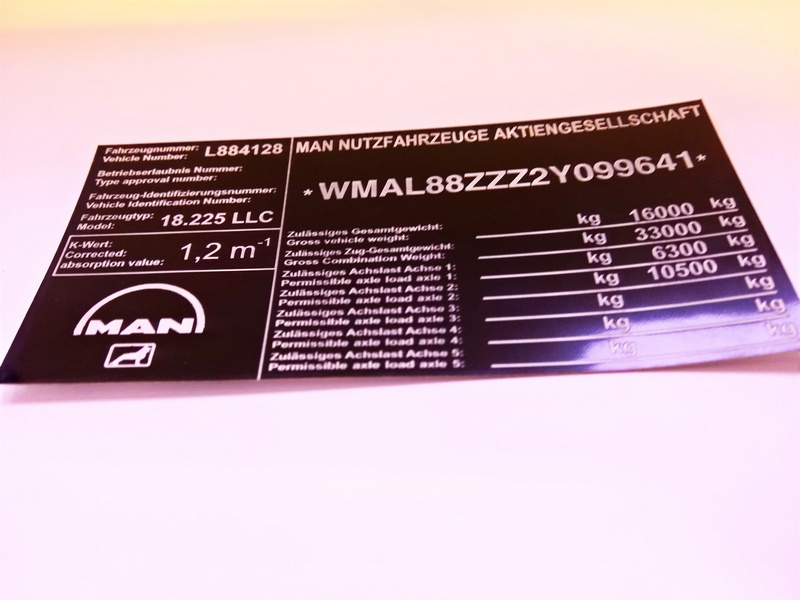 Fahrzeugnummer:
Vehicle Number: L884128
Betriebserlaubnis Nummer:
Type approval number:
Fahrzeug-Identifizierungsnummer:
Vehicle Identification Number:
Fahrzeugtyp:
Model: 18.225 LLC
K-Wert:
Corrected:
absorption value: 1,2 m-1
MAN
MAN NUTZFAHRZEUGE AKTIENGESELLSCHAFT
*WMAL88ZZZ2Y099641*
Zulässiges Gesamtgewicht:
Gross vehicle weight: kg 16000 kg
Zulässiges Zug-Gesamtgewicht:
Gross Combination Weight: kg 33000 kg
Zulässiges Achslast Achse 1:
Permissible axle load axle 1: kg 6300 kg
Zulässiges Achslast Achse 2:
Permissible axle load axle 2: kg 10500 kg
Zulässiges Achslast Achse 3:
Permissible axle load axle 3: kg kg
Zulässiges Achslast Achse 4:
Permissible axle load axle 4: kg kg
Zulässiges Achslast Achse 5:
Permissible axle load axle 5: kg kg